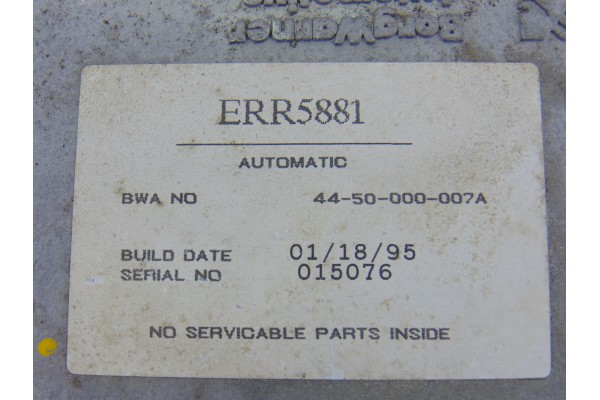 BorgWarner
Automotive
ERR5881
AUTOMATIC
BWA NO 44-50-000-007A
BUILD DATE 01/18/95
SERIAL NO 015076
NO SERVICABLE PARTS INSIDE